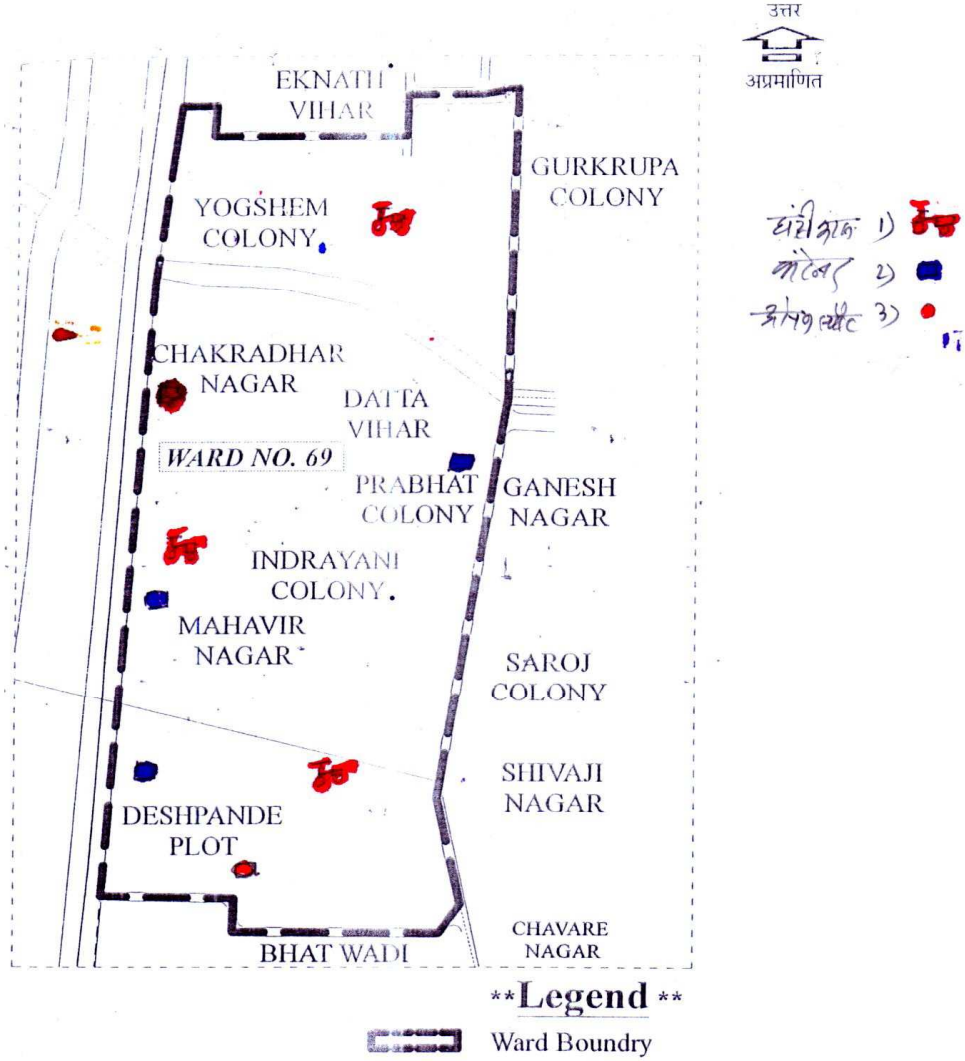 उत्तर
अप्रमाणित
EKNATH
VIHAR
GURKRUPA
COLONY
YOGSHEM
COLONY
1)
2)
3)
CHAKRADHAR
NAGAR
DATTA
VIHAR
WARD NO. 69
PRABHAT
COLONY
GANESH
NAGAR
INDRAYANI
COLONY.
MAHAVIR
NAGAR
SAROJ
COLONY
SHIVAJI
NAGAR
DESHPANDE
PLOT
BHAT WADI
CHAVARE
NAGAR
**Legend **
Ward Boundry